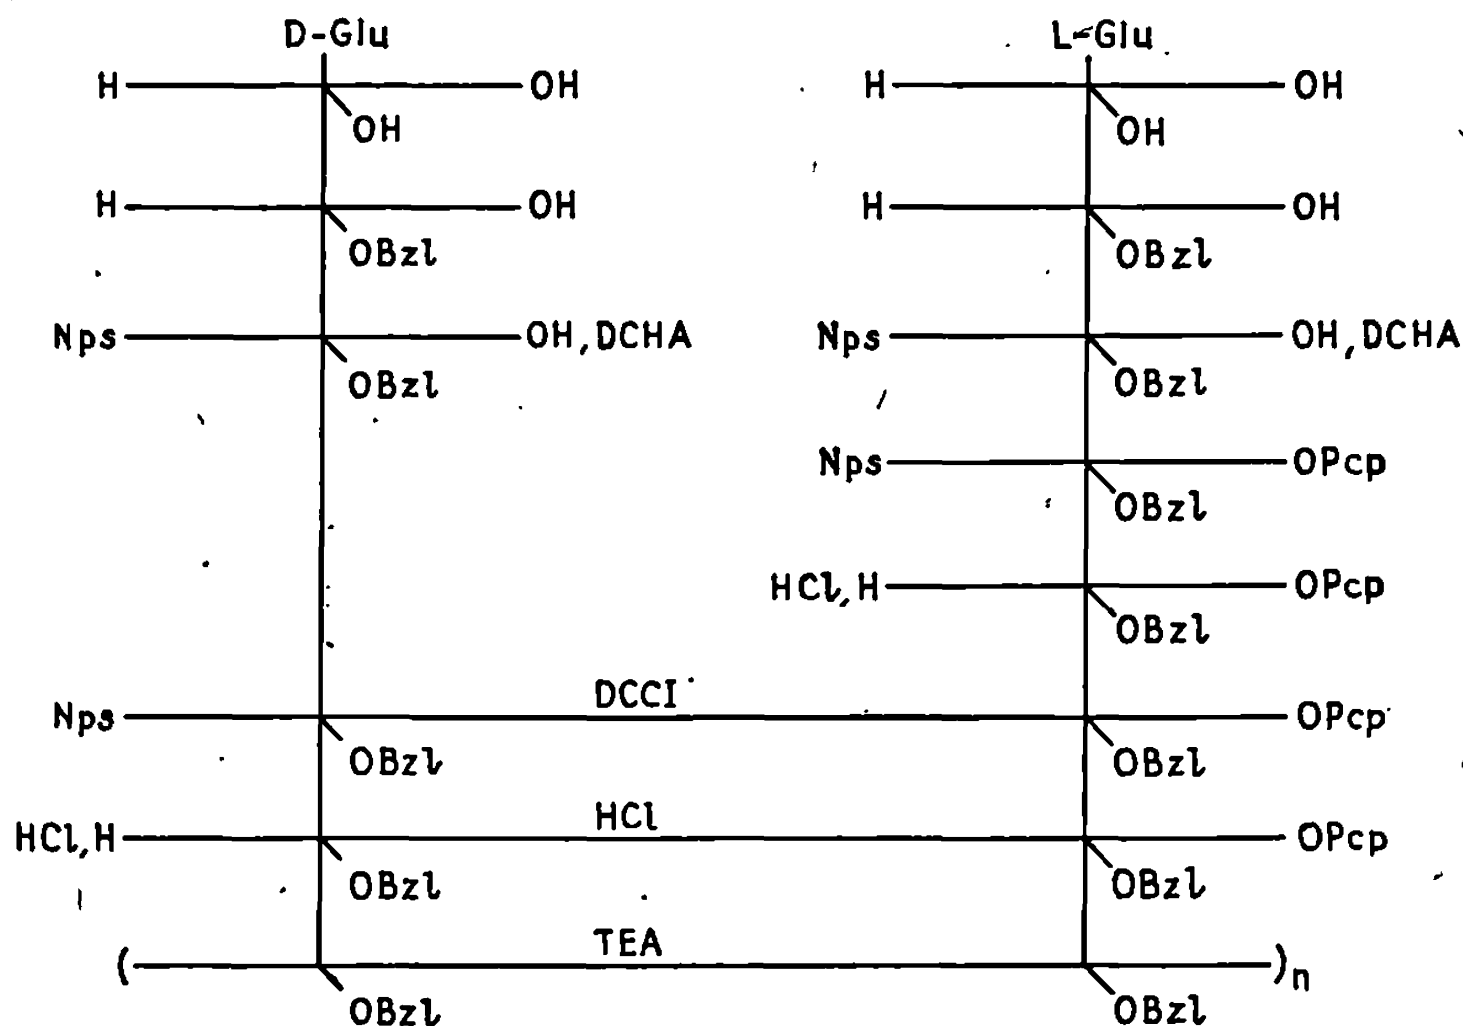 D-Glu L-Glu
H OH H OH
OH OH
H OH H OH
OBzl OBzl
Nps OH,DCHA Nps OH,DCHA
OBzl OBzl
Nps OPcp
OBzl
HCl,H OPcp
OBzl
DCCI
Nps OPcp
OBzl OBzl
HCl
HCl,H OPcp
OBzl OBzl
TEA
( )n
OBzl OBzl